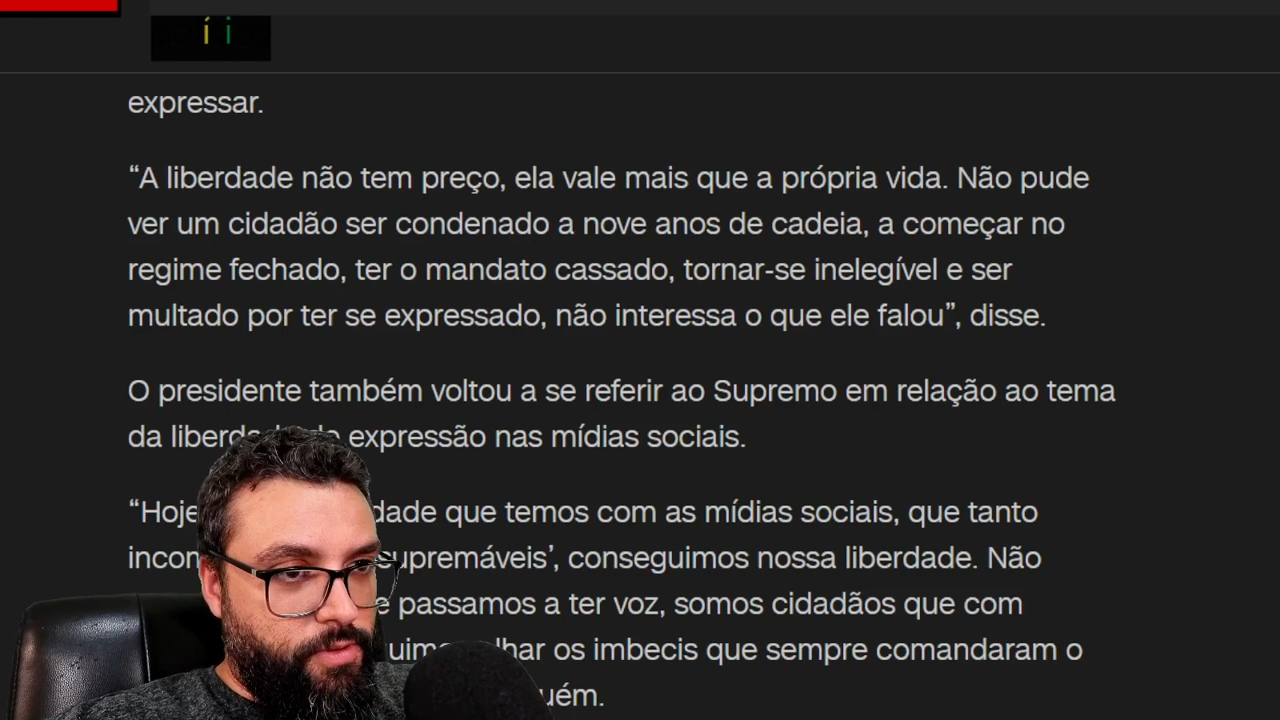 í i
expressar.
“A liberdade não tem preço, ela vale mais que a própria vida. Não pude
ver um cidadão ser condenado a nove anos de cadeia, a começar no
regime fechado, ter o mandato cassado, tornar-se inelegível e ser
multado por ter se expressado, não interessa o que ele falou”, disse.
O presidente também voltou a se referir ao Supremo em relação ao tema
da liberdade de expressão nas mídias sociais.
“Hoje dade que temos com as mídias sociais, que tanto
incom supremáveis’, conseguimos nossa liberdade. Não
e passamos a ter voz, somos cidadãos que com
os imbecis que sempre comandaram o
uém.